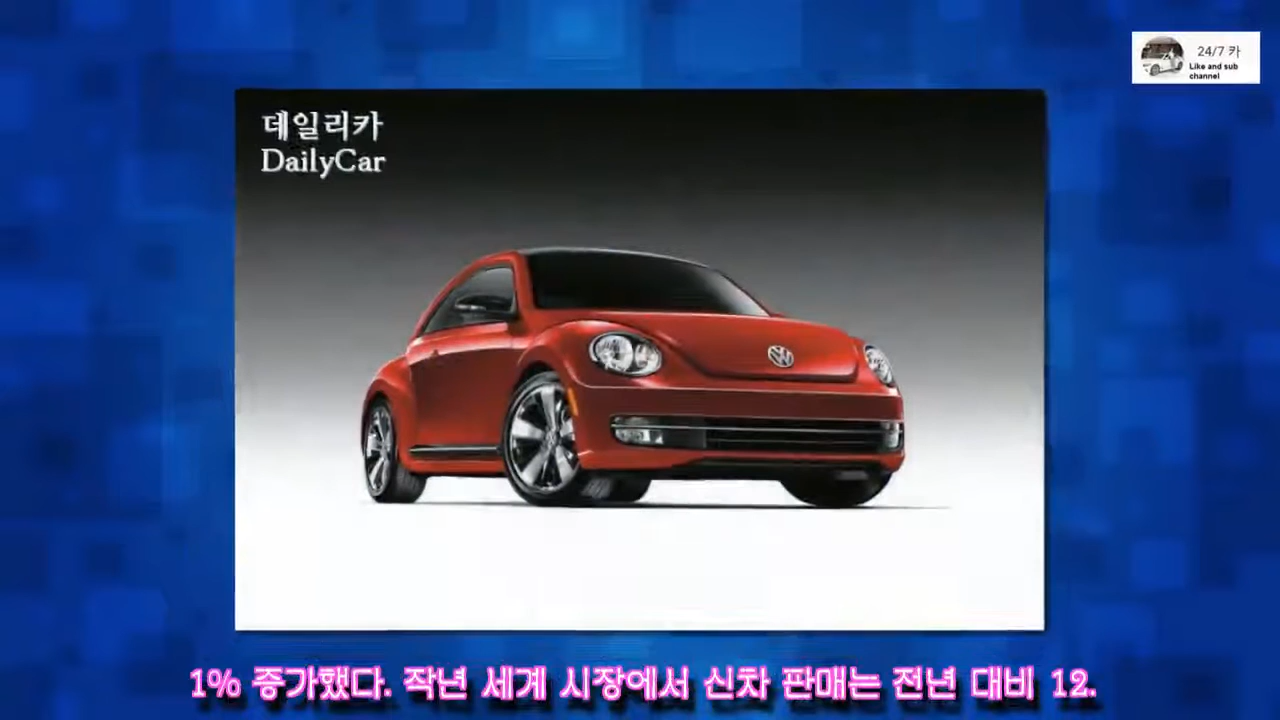 24/7 카
Like and sub
channel
데일리카
DailyCar
1% 증가했다. 작년 세계 시장에서 신차 판매는 전년 대비 12.